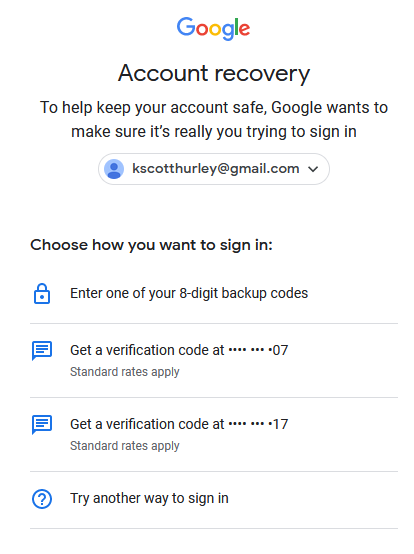 Google
Account recovery
To help keep your account safe, Google wants to
make sure it's really you trying to sign in
kscotthurley@gmail.com
Choose how you want to sign in:
Enter one of your 8-digit backup codes
Get a verification code at •••• ••• •07
Standard rates apply
Get a verification code at •••• ••• •17
Standard rates apply
Try another way to sign in